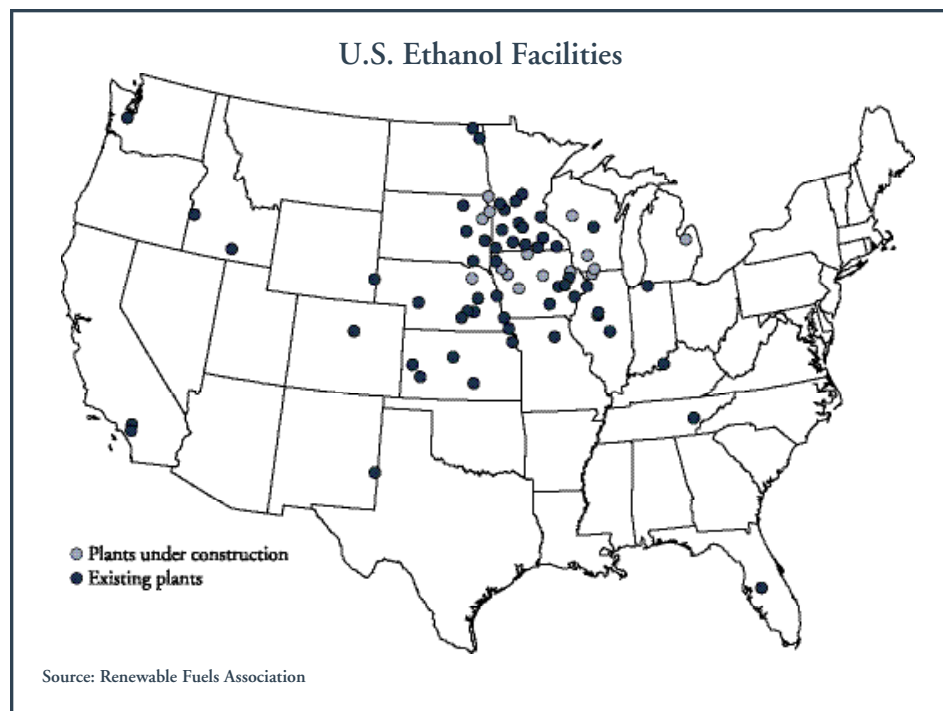 U.S. Ethanol Facilities
Plants under construction
Existing plants
Source: Renewable Fuels Association